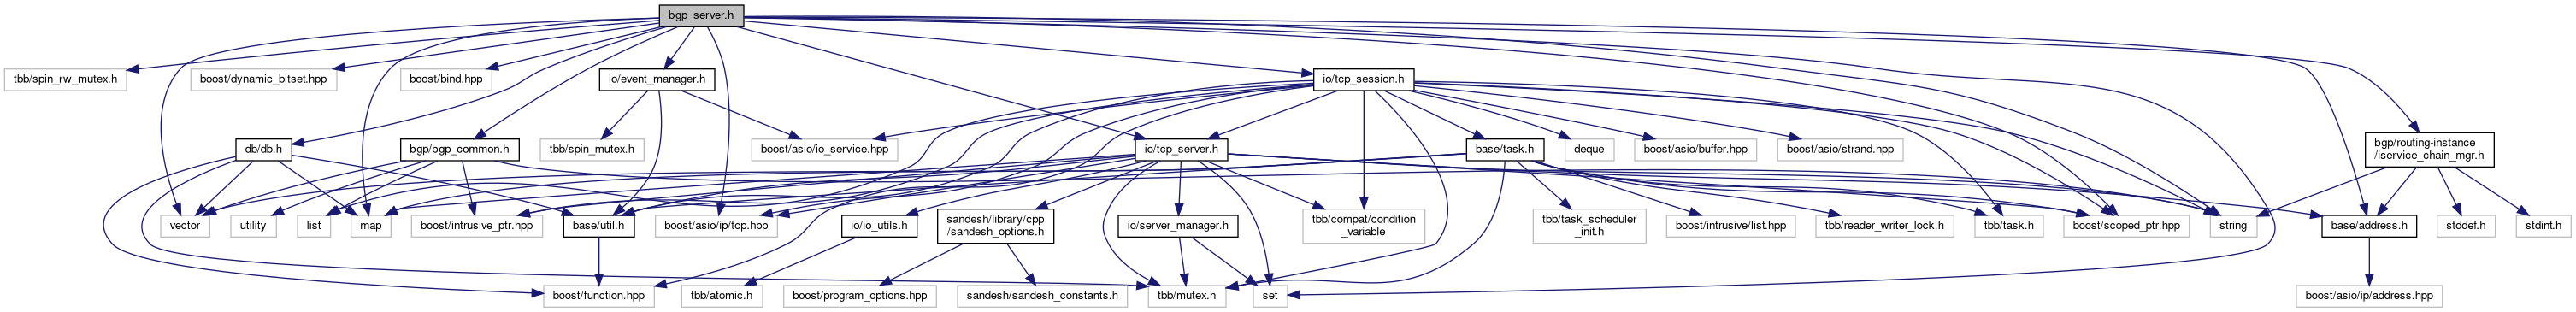 bgp_server.h
tbb/spin_rw_mutex.h
boost/dynamic_bitset.hpp
boost/bind.hpp
io/event_manager.h
io/tcp_session.h
db/db.h
bgp/bgp_common.h
tbb/spin_mutex.h
boost/asio/io_service.hpp
io/tcp_server.h
base/task.h
deque
boost/asio/buffer.hpp
boost/asio/strand.hpp
bgp/routing-instance
/iservice_chain_mgr.h
vector
utility
list
map
boost/intrusive_ptr.hpp
base/util.h
boost/asio/ip/tcp.hpp
io/io_utils.h
sandesh/library/cpp
/sandesh_options.h
io/server_manager.h
tbb/compat/condition
_variable
tbb/task_scheduler
_init.h
boost/intrusive/list.hpp
tbb/reader_writer_lock.h
tbb/task.h
boost/scoped_ptr.hpp
string
base/address.h
stddef.h
stdint.h
boost/function.hpp
tbb/atomic.h
boost/program_options.hpp
sandesh/sandesh_constants.h
tbb/mutex.h
set
boost/asio/ip/address.hpp